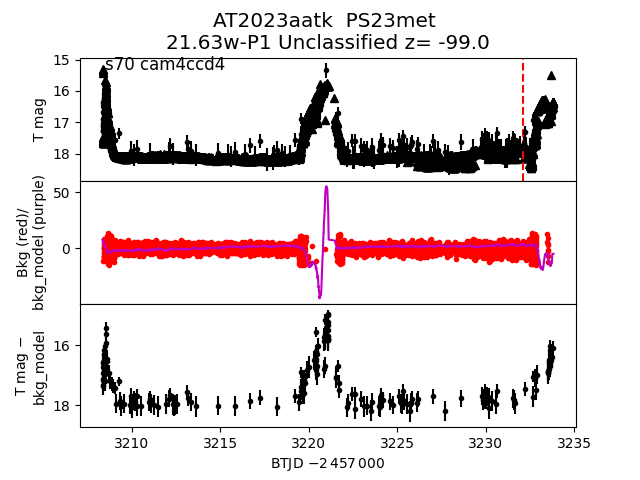 AT2023aatk  PS23met
21.63w-P1 Unclassified z= -99.0
s70 cam4ccd4
T mag
15
16
17
18
Bkg (red)/
bkg_model (purple)
50
0
T mag −
bkg_model
16
18
3210 3215 3220 3225 3230 3235
BTJD −2 457 000